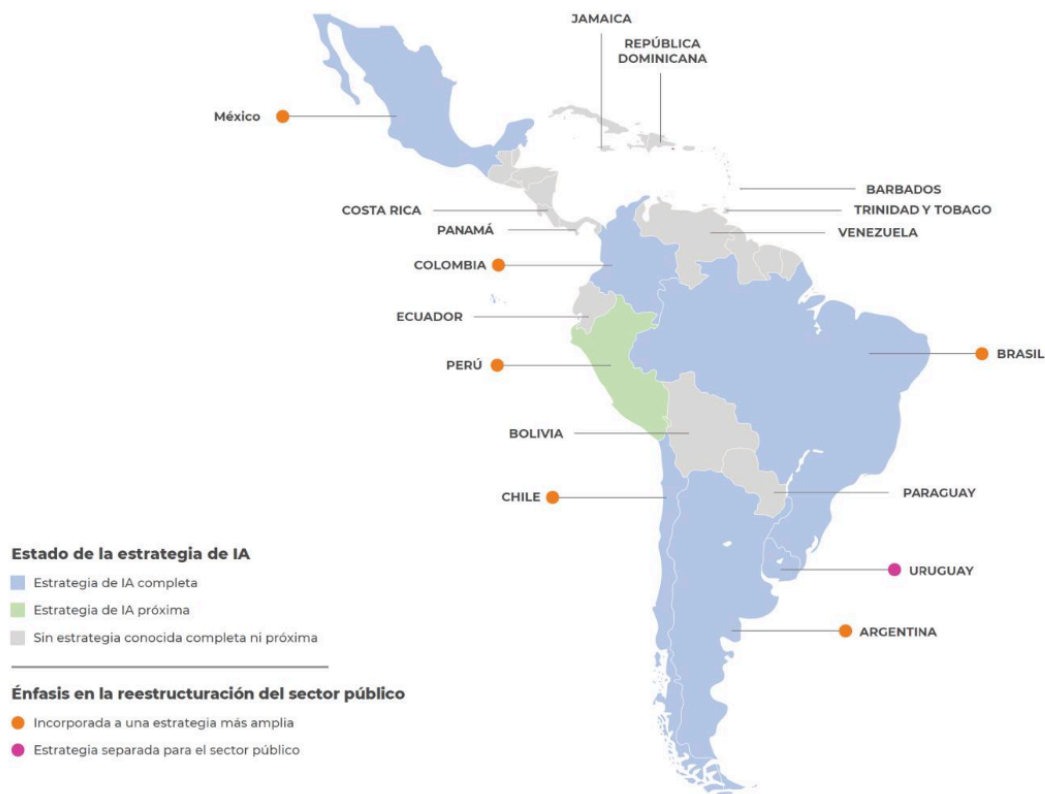 JAMAICA
REPÚBLICA
DOMINICANA
México
BARBADOS
COSTA RICA
TRINIDAD Y TOBAGO
PANAMÁ
VENEZUELA
COLOMBIA
ECUADOR
BRASIL
PERÚ
BOLIVIA
CHILE
PARAGUAY
Estado de la estrategia de IA
Estrategia de IA completa
URUGUAY
Estrategia de IA próxima
Sin estrategia conocida completa ni próxima
ARGENTINA
Énfasis en la reestructuración del sector público
Incorporada a una estrategia más amplia
Estrategia separada para el sector público